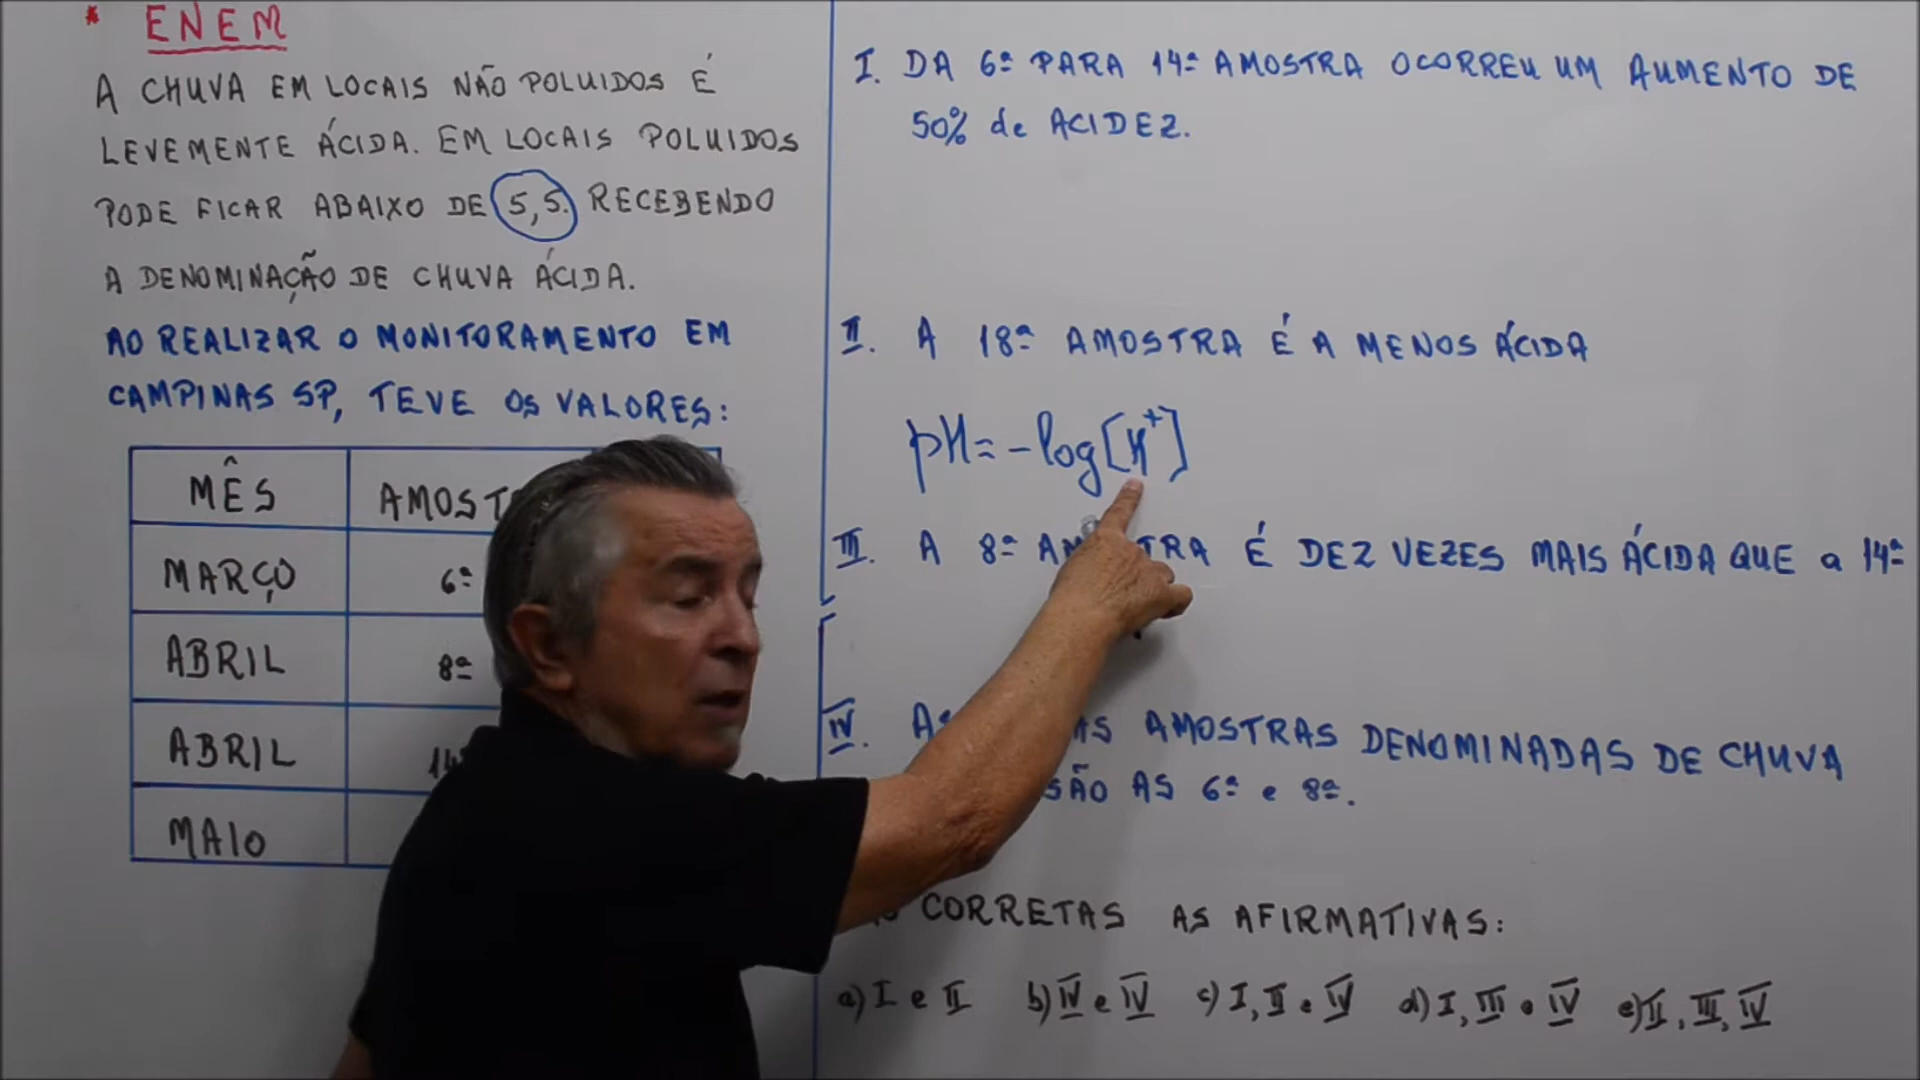 * ENEM
A CHUVA EM LOCAIS NÃO POLUIDOS É
LEVEMENTE ÁCIDA. EM LOCAIS POLUIDOS
PODE FICAR ABAIXO DE 5,5. RECEBENDO
A DENOMINAÇÃO DE CHUVA ÁCIDA.
AO REALIZAR O MONITORAMENTO EM
CAMPINAS SP, TEVE OS VALORES:
MÊS AMOST
MARÇO 6ª
ABRIL 8ª
ABRIL 14ª
MAIO
I. DA 6ª PARA 14ª AMOSTRA OCORREU UM AUMENTO DE
50% de ACIDEZ.
II. A 18ª AMOSTRA É A MENOS ÁCIDA
pH = -log[H⁺]
III. A 8ª AMOSTRA É DEZ VEZES MAIS ÁCIDA QUE a 14ª
IV. AS AMOSTRAS DENOMINADAS DE CHUVA
SÃO AS 6ª e 8ª.
CORRETAS AS AFIRMATIVAS:
a) I e II b) IV e IV c) I, II e IV d) I, III e IV e) II, III, IV